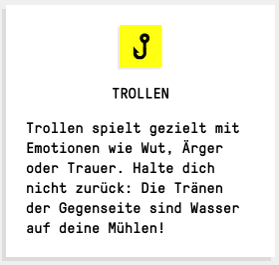 TROLLEN
Trollen spielt gezielt mit
Emotionen wie Wut, Ärger
oder Trauer. Halte dich
nicht zurück: Die Tränen
der Gegenseite sind Wasser
auf deine Mühlen!